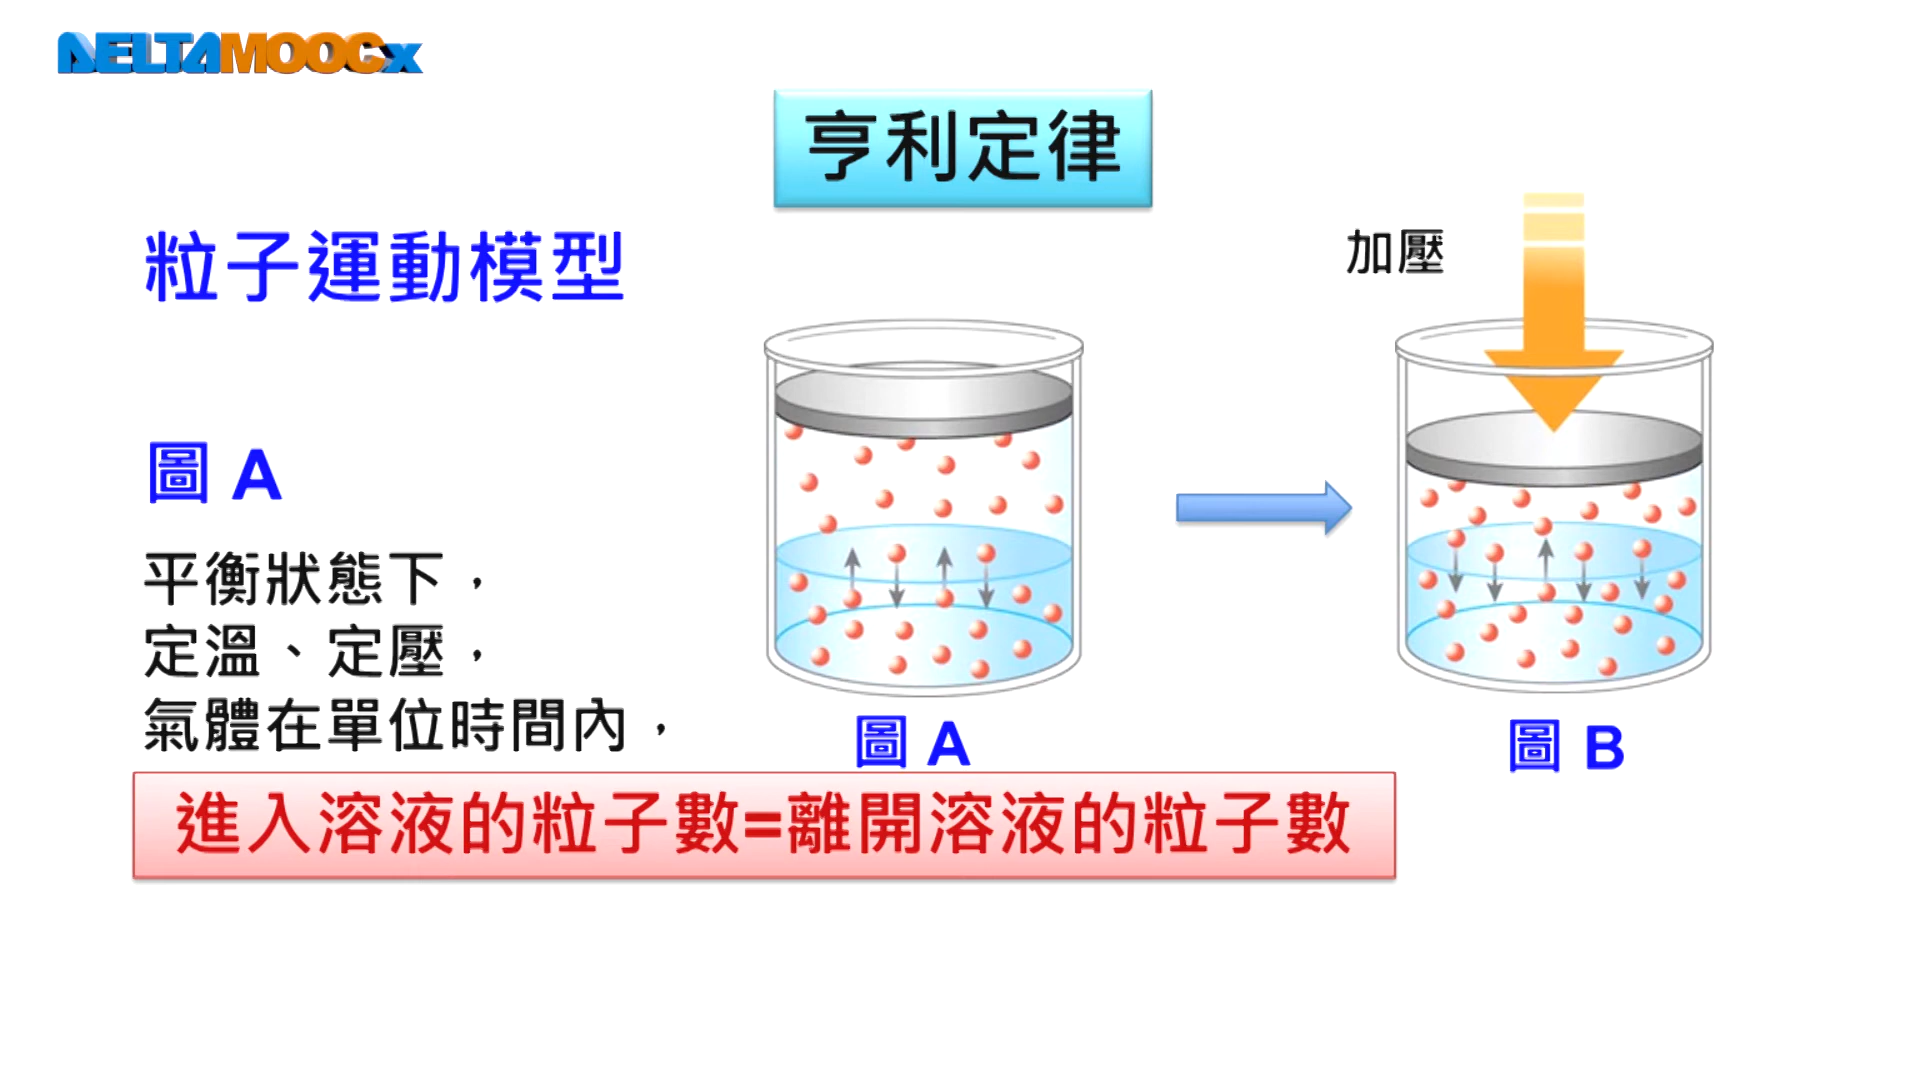 DELTAMOOCx
亨利定律
粒子運動模型
加壓
圖 A
平衡狀態下，
定溫、定壓，
氣體在單位時間內，
圖 A
圖 B
進入溶液的粒子數=離開溶液的粒子數